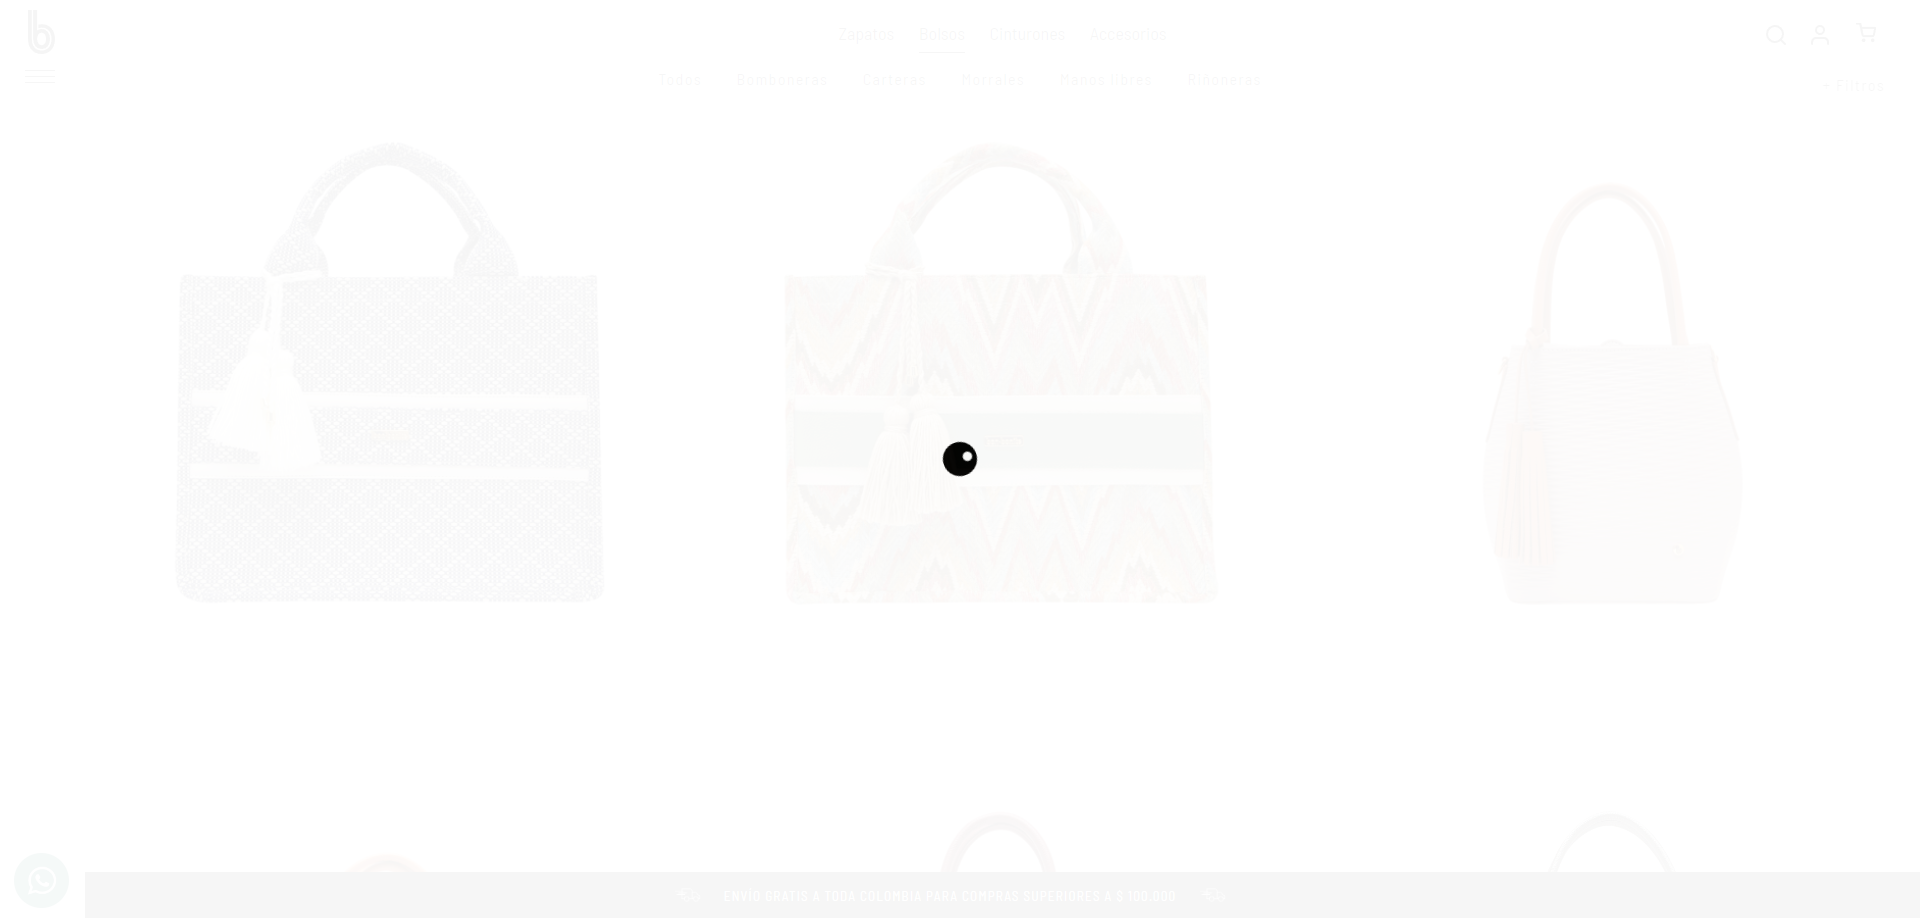 b
Zapatos Bolsos Cinturones Accesorios
Todos Bomboneras Carteras Morrales Manos libres Riñoneras
+ Filtros
ENVÍO GRATIS A TODA COLOMBIA PARA COMPRAS SUPERIORES A $ 100.000